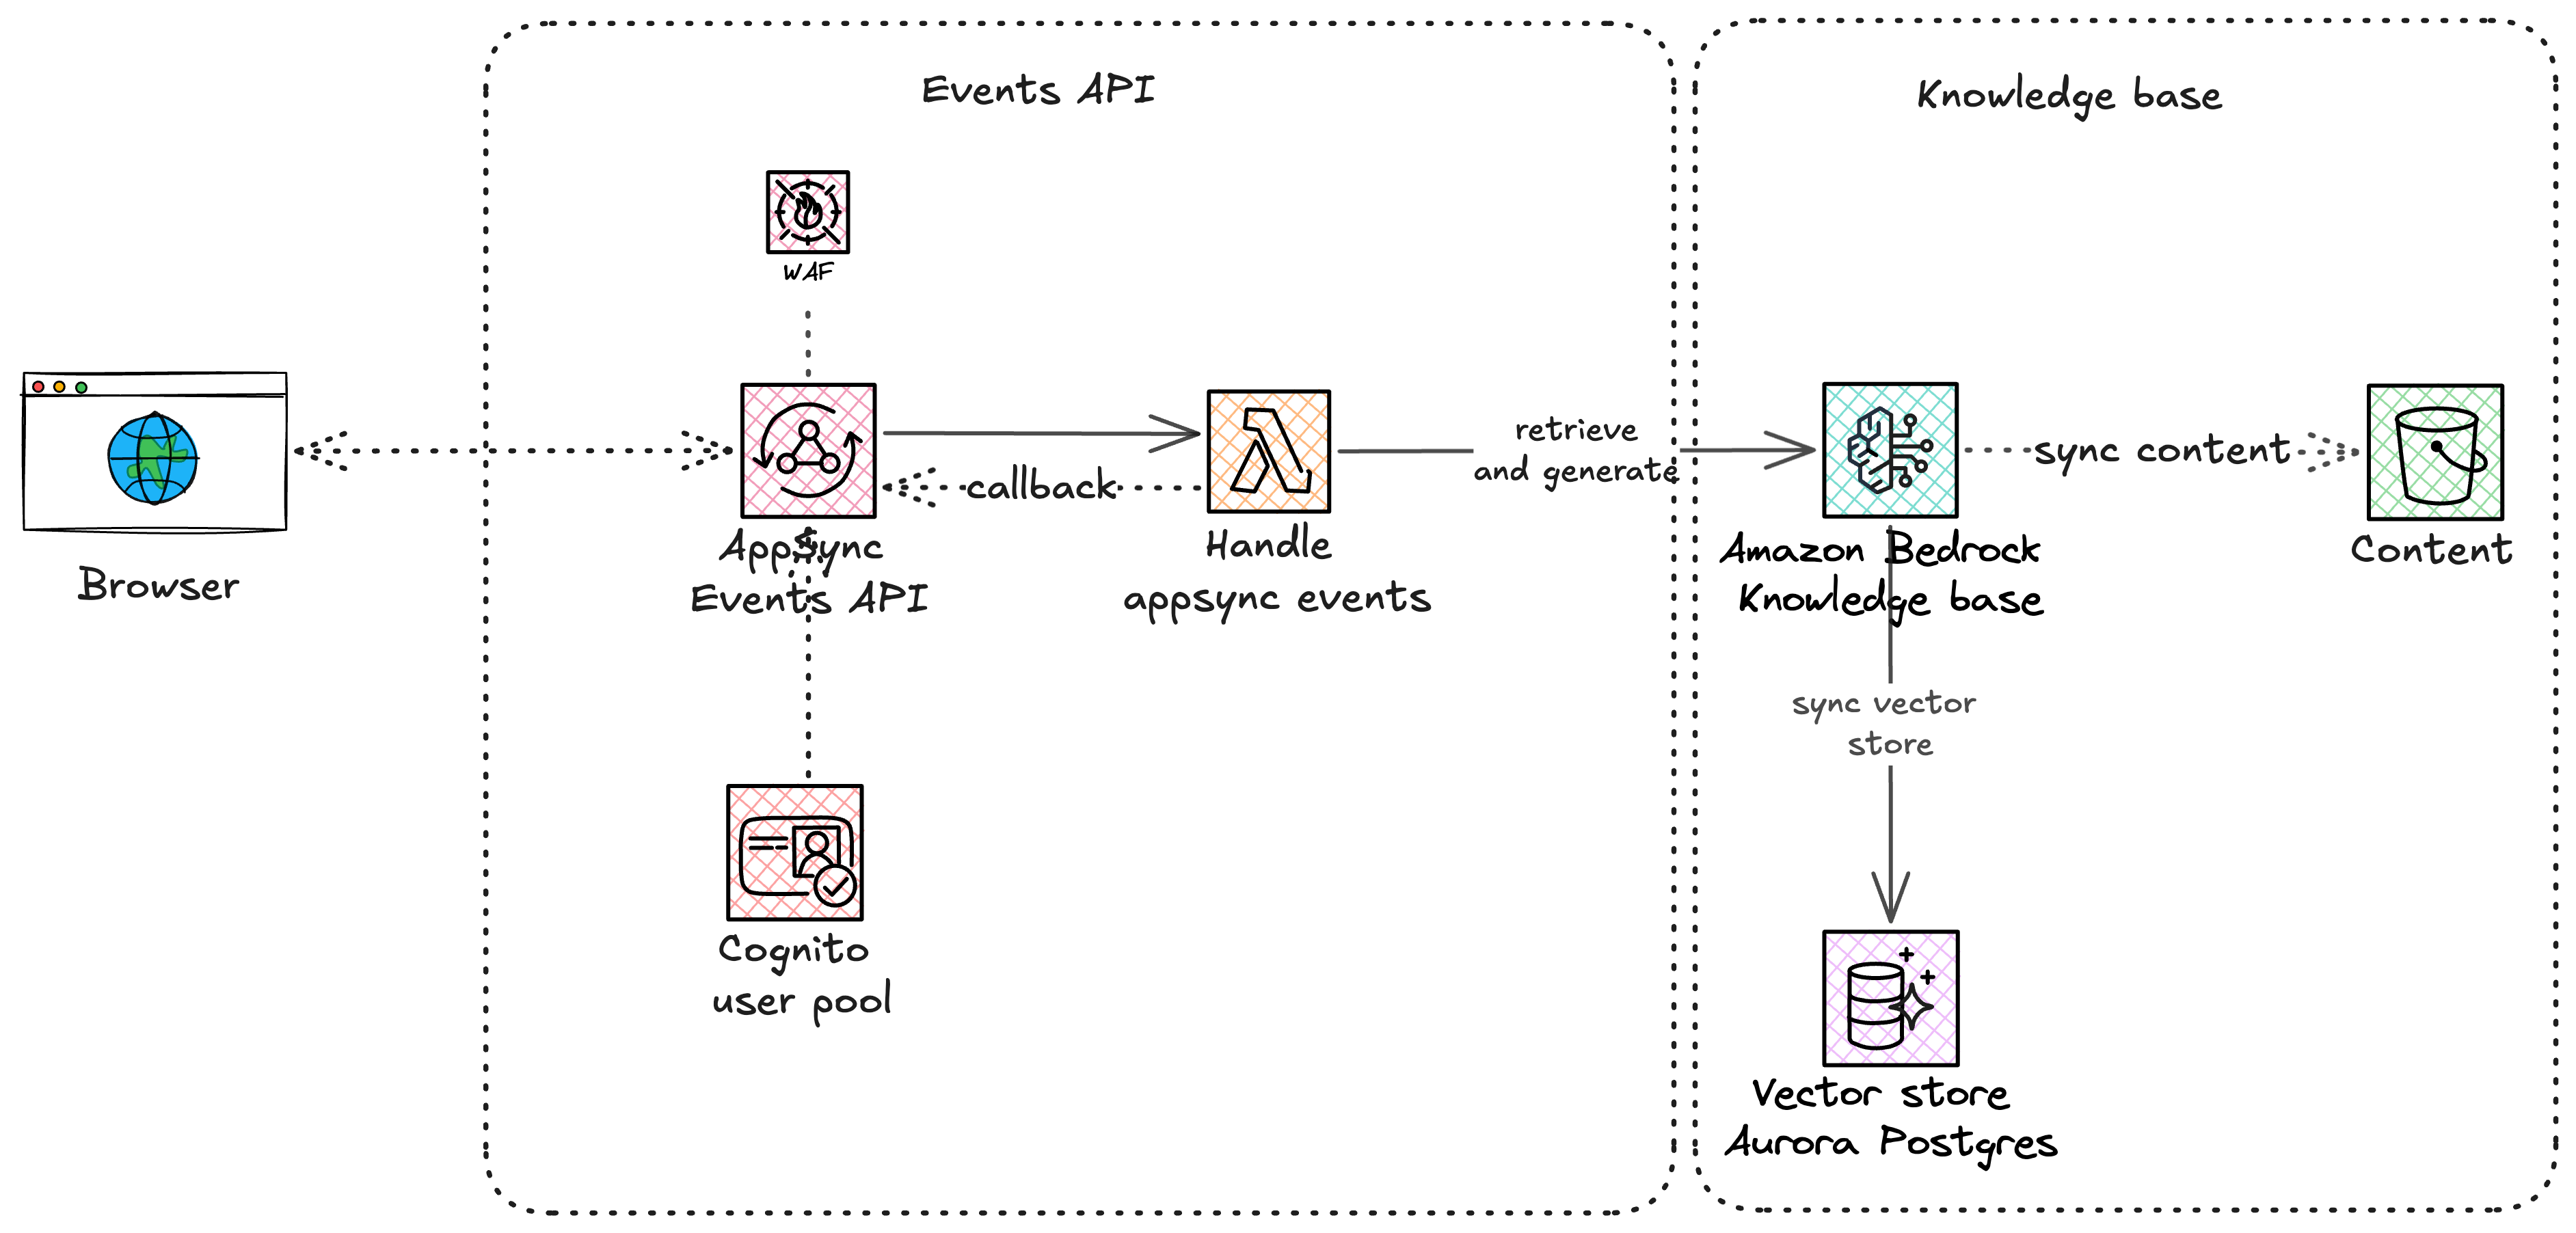 Events API
Knowledge base
WAF
Browser
AppSync
Events API
callback
Handle
appsync events
retrieve
and generate
Amazon Bedrock
Knowledge base
sync content
Content
sync vector
store
Cognito
user pool
Vector store
Aurora Postgres